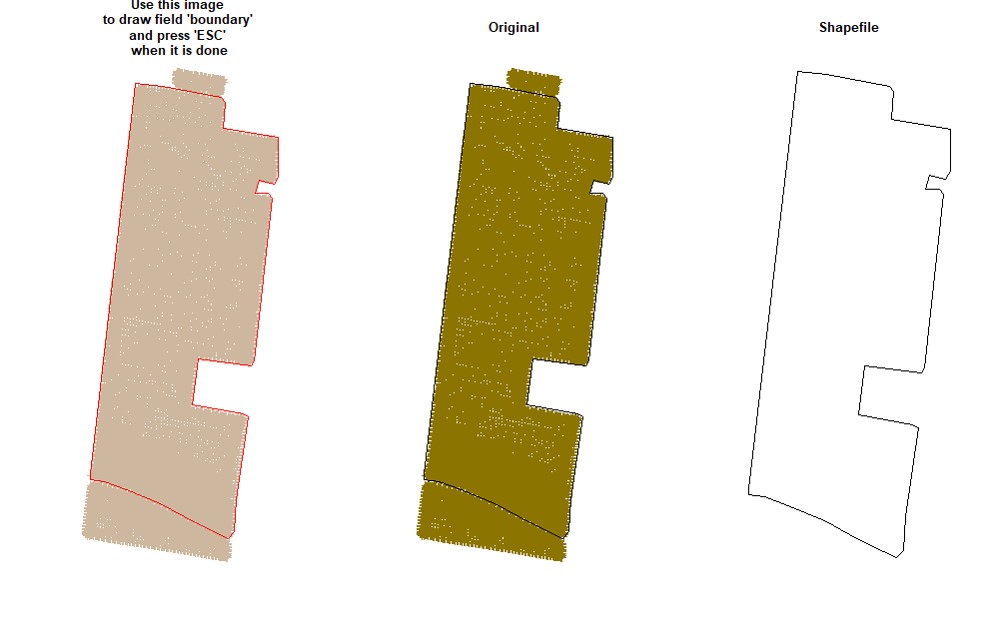 Use this image
to draw field 'boundary'
and press 'ESC'
when it is done
Original
Shapefile